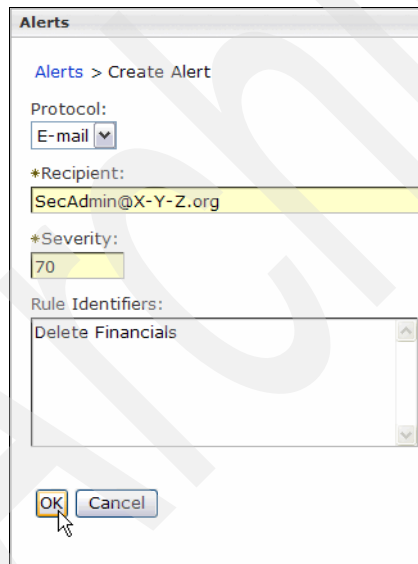 Alerts
Alerts > Create Alert
Protocol:
E-mail
*Recipient:
SecAdmin@X-Y-Z.org
*Severity:
70
Rule Identifiers:
Delete Financials
OK Cancel